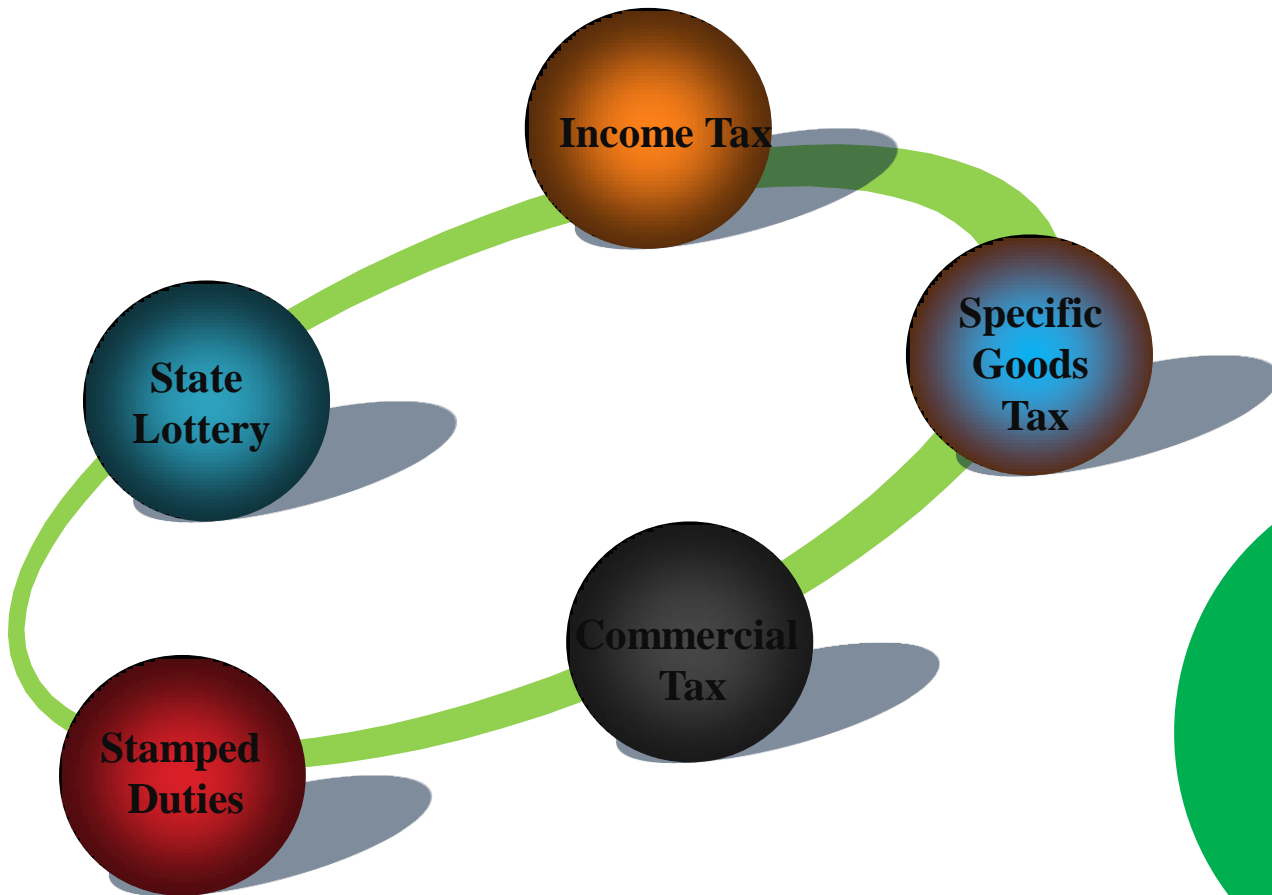 Income Tax
Specific
Goods
Tax
State
Lottery
Commercial
Tax
Stamped
Duties